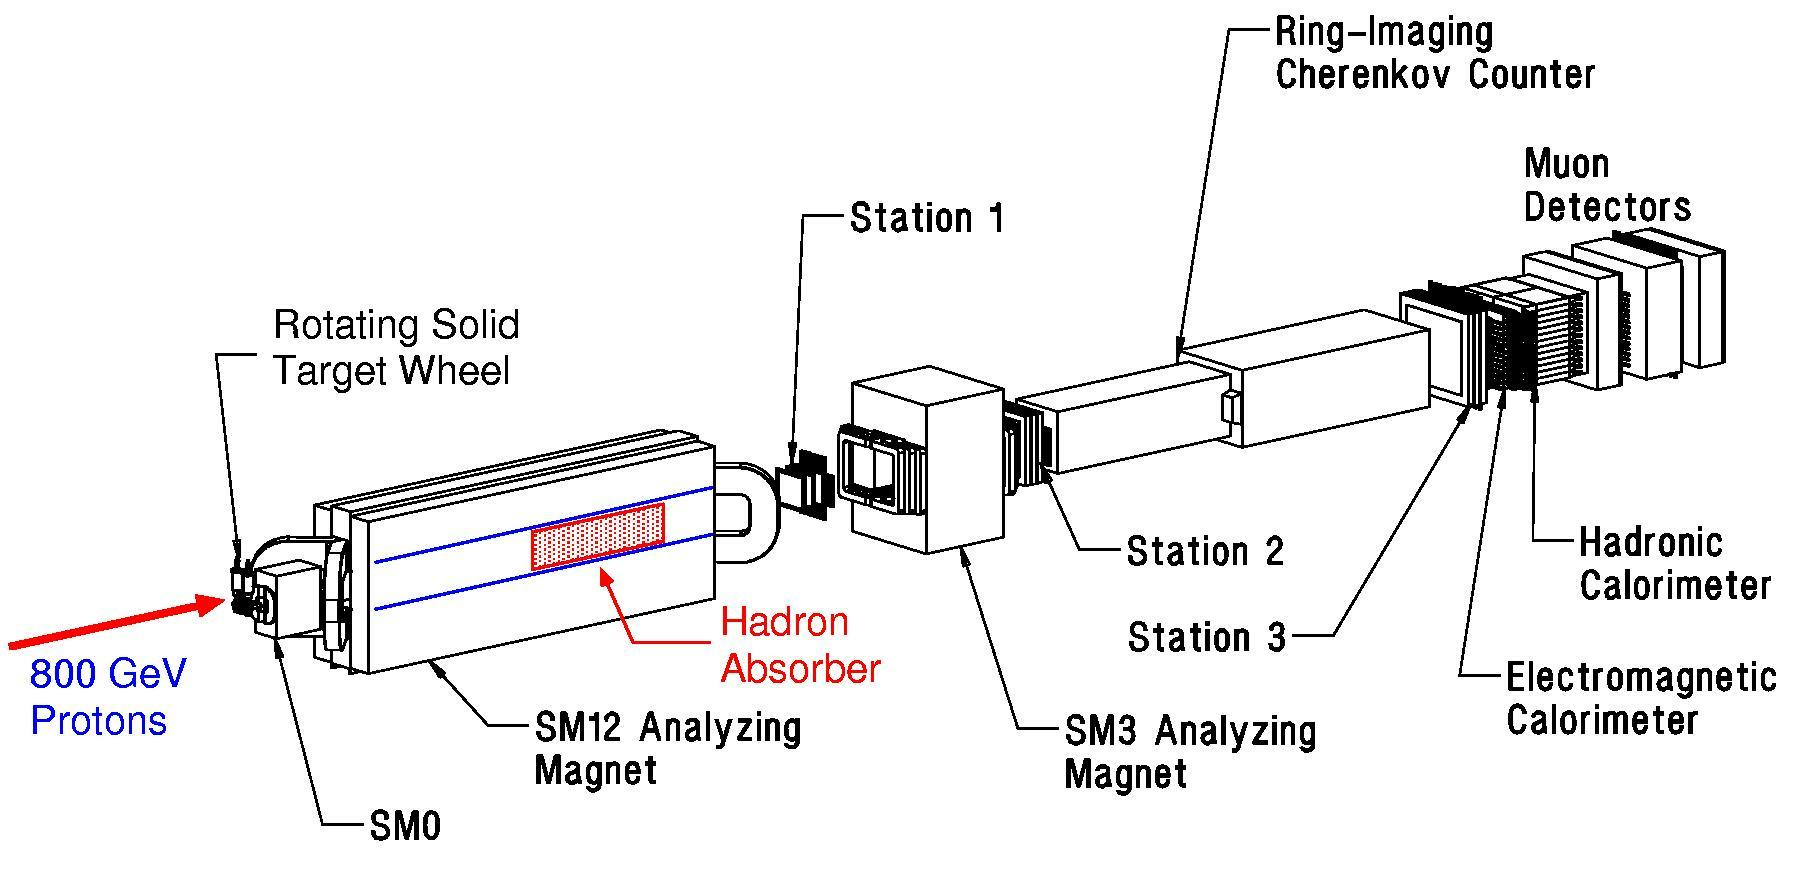 Ring-Imaging
Cherenkov Counter
Muon
Detectors
Station 1
Rotating Solid
Target Wheel
Station 2
Hadronic
Calorimeter
Hadron
Absorber
Station 3
800 GeV
Protons
Electromagnetic
Calorimeter
SM12 Analyzing
Magnet
SM3 Analyzing
Magnet
SM0